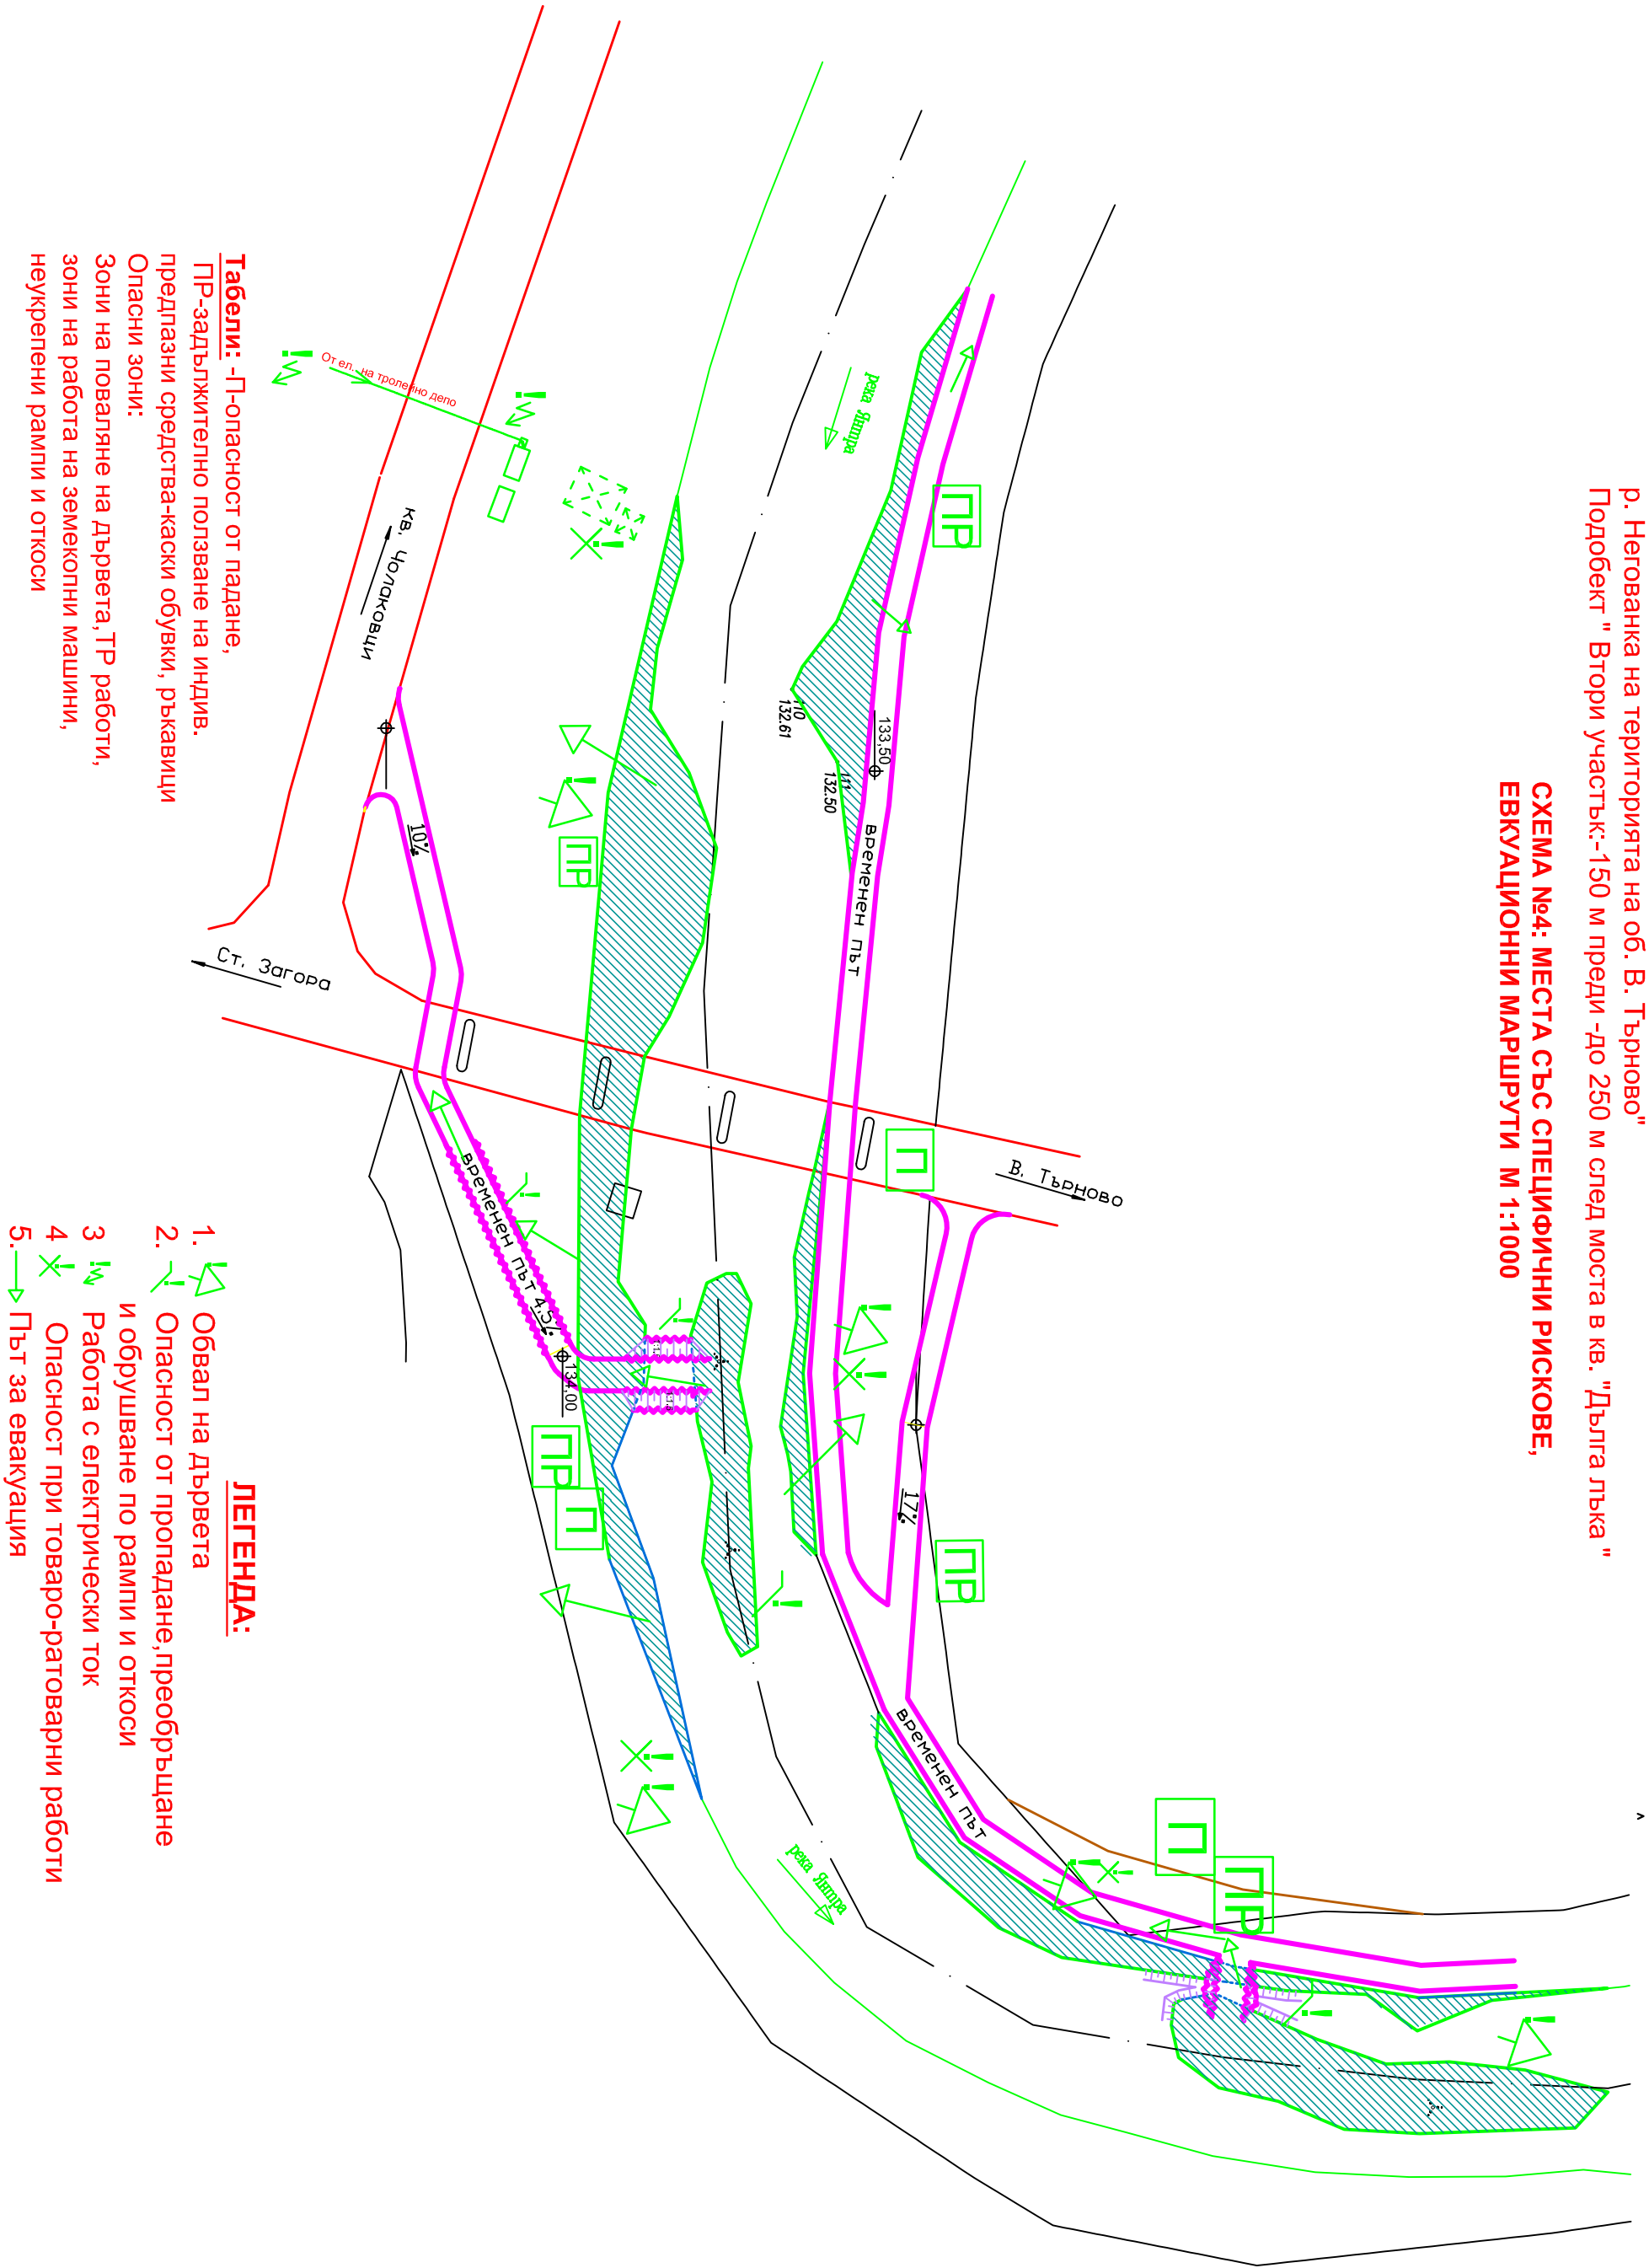 р. Негованка на територията на об. В. Търново"
Подобект " Втори участък:-150 м преди -до 250 м след моста в кв. "Дълга лъка "
СХЕМА №4: МЕСТА СЪС СПЕЦИФИЧНИ РИСКОВЕ,
ЕВКУАЦИОННИ МАРШРУТИ М 1:1000
река Янтра
ПР
110
132.61
111
132.50
133,50
временен път
От ел.. на тролейно депо
кв. Чолаковци
ПР
10%
Ст. Загора
П
В. Търново
временен път 4,5%
134,00
ПР
П
17%
ПР
временен път
река Янтра
П
ПР
Табели: -П-опасност от падане,
ПР-задължително ползване на индив.
предпазни средства-каски обувки, ръкавици
Опасни зони:
Зони на поваляне на дървета,ТР работи,
зони на работа на земекопни машини,
неукрепени рампи и откоси
ЛЕГЕНДА:
1. Обвал на дървета
2. Опасност от пропадане,преобръщане
и обрушване по рампи и откоси
3 Работа с електрически ток
4 Опасност при товаро-ратоварни работи
5. Път за евакуация